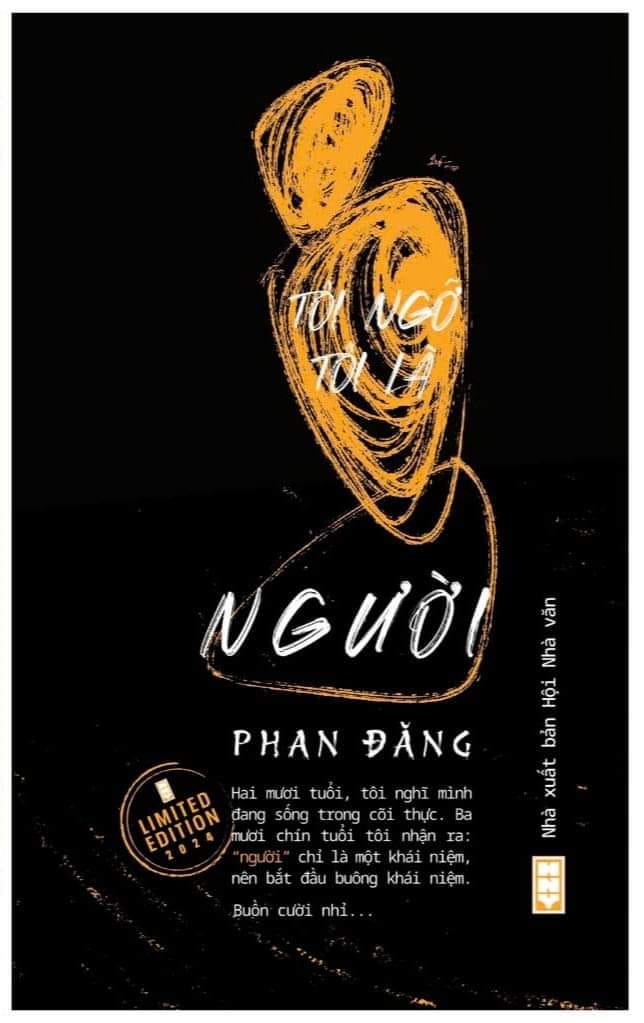 TÔI NGỠ
TÔI LÀ
NGƯỜI
PHAN ĐĂNG
Hai mươi tuổi, tôi nghĩ mình
đang sống trong cõi thực. Ba
mươi chín tuổi tôi nhận ra:
“người” chỉ là một khái niệm,
nên bắt đầu buông khái niệm.
Buồn cười nhỉ...
LIMITED
EDITION
2024
Nhà xuất bản Hội Nhà văn